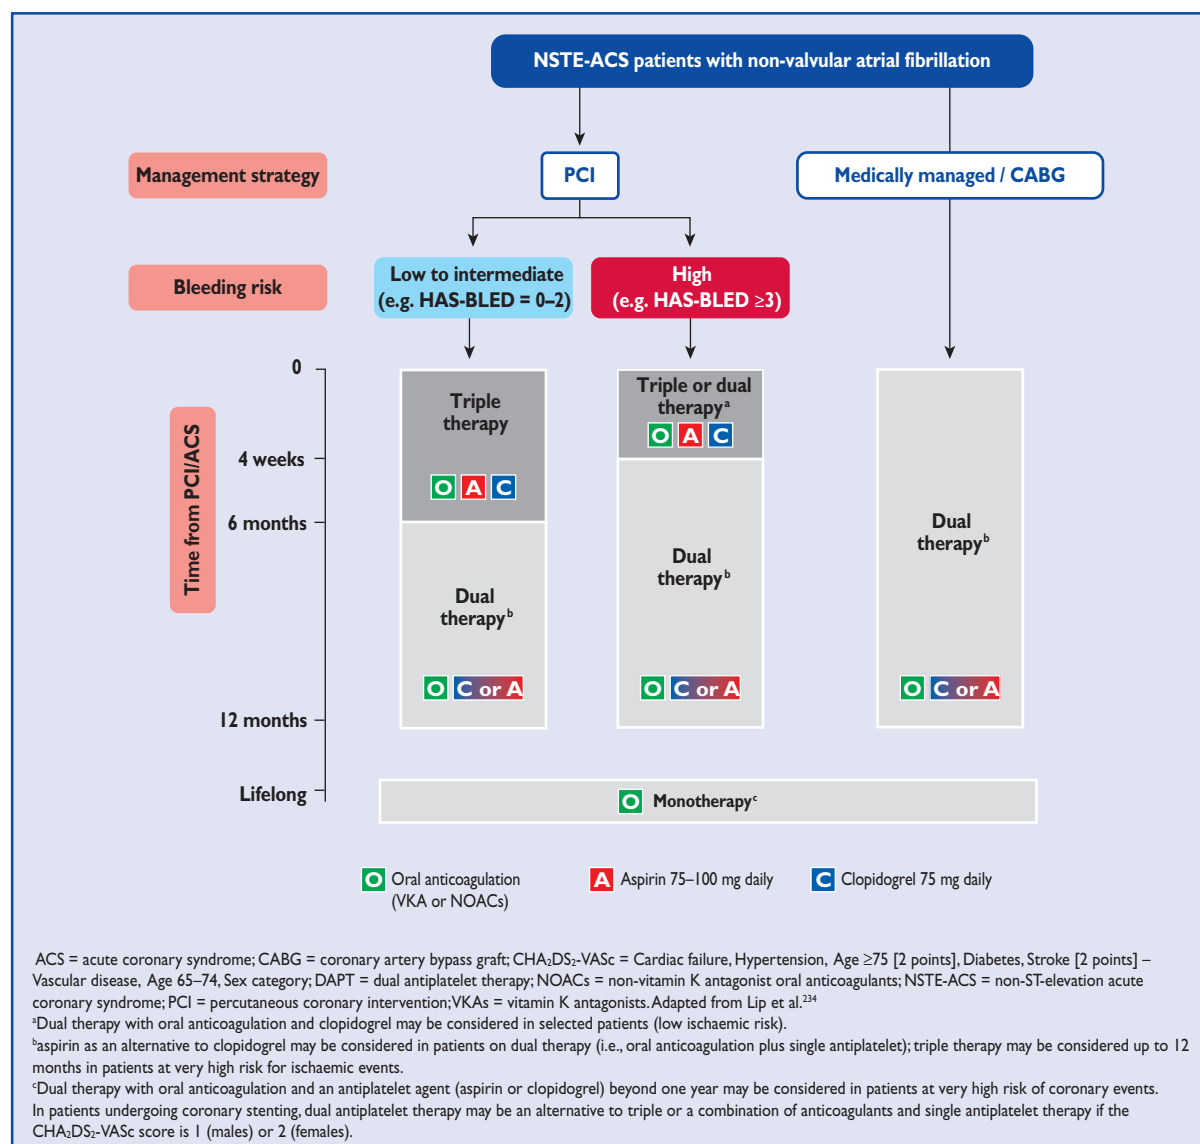 NSTE-ACS patients with non-valvular atrial fibrillation
Management strategy
PCI
Medically managed / CABG
Bleeding risk
Low to intermediate
(e.g. HAS-BLED = 0–2)
High
(e.g. HAS-BLED ≥3)
Time from PCI/ACS
0
4 weeks
6 months
12 months
Lifelong
Triple
therapy
O A C
Dual
therapyᵇ
O C or A
Triple or dual
therapyᵃ
O A C
Dual
therapyᵇ
O C or A
Dual
therapyᵇ
O C or A
O Monotherapyᶜ
O Oral anticoagulation
(VKA or NOACs)
A Aspirin 75–100 mg daily
C Clopidogrel 75 mg daily
ACS = acute coronary syndrome; CABG = coronary artery bypass graft; CHA₂DS₂-VASc = Cardiac failure, Hypertension, Age ≥75 [2 points], Diabetes, Stroke [2 points] –
Vascular disease, Age 65–74, Sex category; DAPT = dual antiplatelet therapy; NOACs = non-vitamin K antagonist oral anticoagulants; NSTE-ACS = non-ST-elevation acute
coronary syndrome; PCI = percutaneous coronary intervention; VKAs = vitamin K antagonists. Adapted from Lip et al.²³⁴
ᵃDual therapy with oral anticoagulation and clopidogrel may be considered in selected patients (low ischaemic risk).
ᵇaspirin as an alternative to clopidogrel may be considered in patients on dual therapy (i.e., oral anticoagulation plus single antiplatelet); triple therapy may be considered up to 12
months in patients at very high risk for ischaemic events.
ᶜDual therapy with oral anticoagulation and an antiplatelet agent (aspirin or clopidogrel) beyond one year may be considered in patients at very high risk of coronary events.
In patients undergoing coronary stenting, dual antiplatelet therapy may be an alternative to triple or a combination of anticoagulants and single antiplatelet therapy if the
CHA₂DS₂-VASc score is 1 (males) or 2 (females).